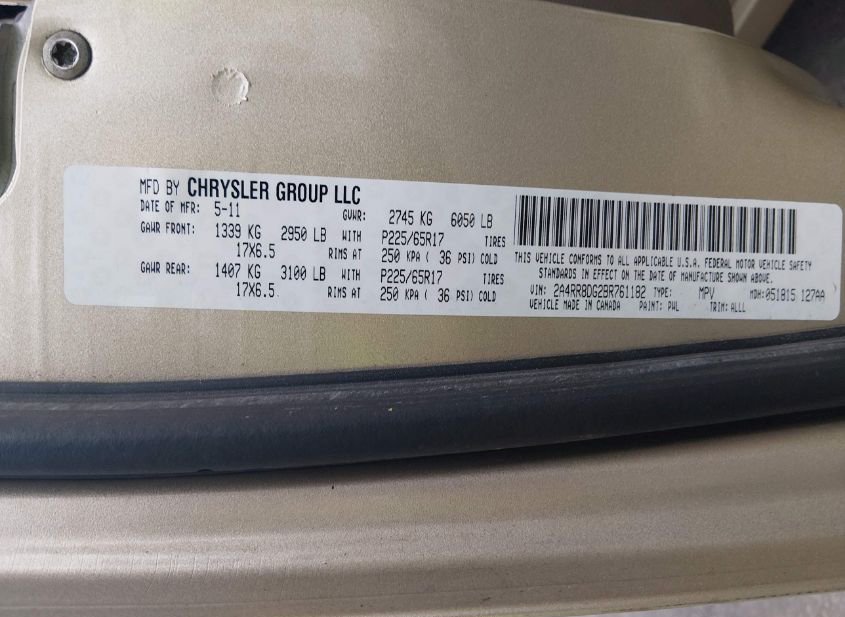 MFD BY CHRYSLER GROUP LLC
DATE OF MFR: 5-11 GVWR: 2745 KG 6050 LB
GAWR FRONT: 1339 KG 2950 LB WITH P225/65R17 TIRES
17X6.5 RIMS AT 250 KPA ( 36 PSI) COLD
GAWR REAR: 1407 KG 3100 LB WITH P225/65R17 TIRES
17X6.5 RIMS AT 250 KPA ( 36 PSI) COLD
THIS VEHICLE CONFORMS TO ALL APPLICABLE U.S.A. FEDERAL MOTOR VEHICLE SAFETY
STANDARDS IN EFFECT ON THE DATE OF MANUFACTURE SHOWN ABOVE.
VIN: 2A4RR8DG2BR761182 TYPE: MPV MDH:051815 127AA
VEHICLE MADE IN CANADA PAINT: PWL TRIM: ALLL